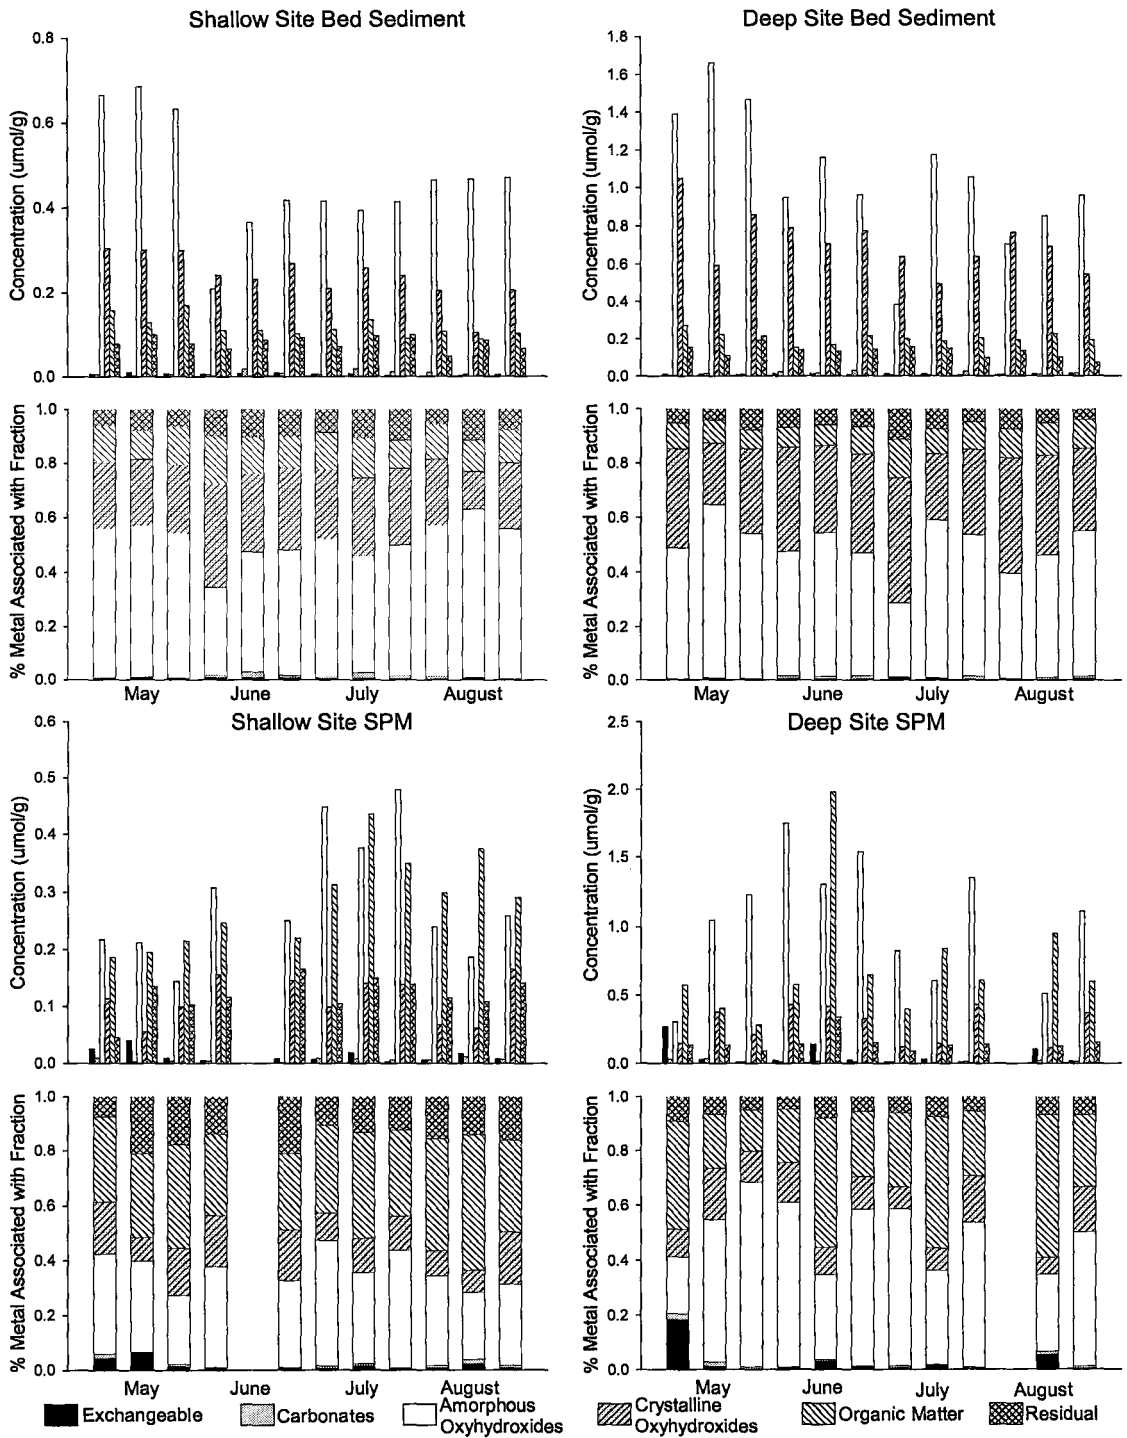 Shallow Site Bed Sediment
Deep Site Bed Sediment
Concentration (umol/g)
0.8
0.6
0.4
0.2
0.0
Concentration (umol/g)
1.8
1.6
1.4
1.2
1.0
0.8
0.6
0.4
0.2
0.0
% Metal Associated with Fraction
1.0
0.8
0.6
0.4
0.2
0.0
May June July August
% Metal Associated with Fraction
1.0
0.8
0.6
0.4
0.2
0.0
May June July August
Shallow Site SPM
Deep Site SPM
Concentration (umol/g)
0.6
0.5
0.4
0.3
0.2
0.1
0.0
Concentration (umol/g)
2.5
2.0
1.5
1.0
0.5
0.0
% Metal Associated with Fraction
1.0
0.8
0.6
0.4
0.2
0.0
May June July August
% Metal Associated with Fraction
1.0
0.8
0.6
0.4
0.2
0.0
May June July August
Exchangeable
Carbonates
Amorphous
Oxyhydroxides
Crystalline
Oxyhydroxides
Organic Matter
Residual